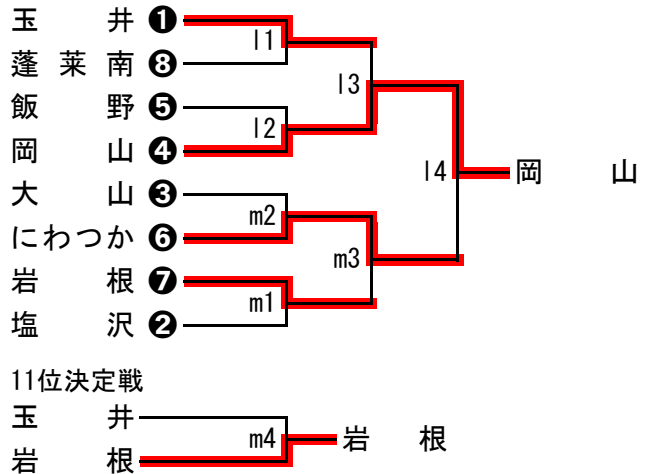 玉井 ❶
l1
蓬莱南 ❽
l3
飯野 ❺
l2
岡山 ❹
l4
岡山
大山 ❸
m2
にわつか ❻
m3
岩根 ❼
m1
塩沢 ❷
11位決定戦
玉井
m4
岩根
岩根